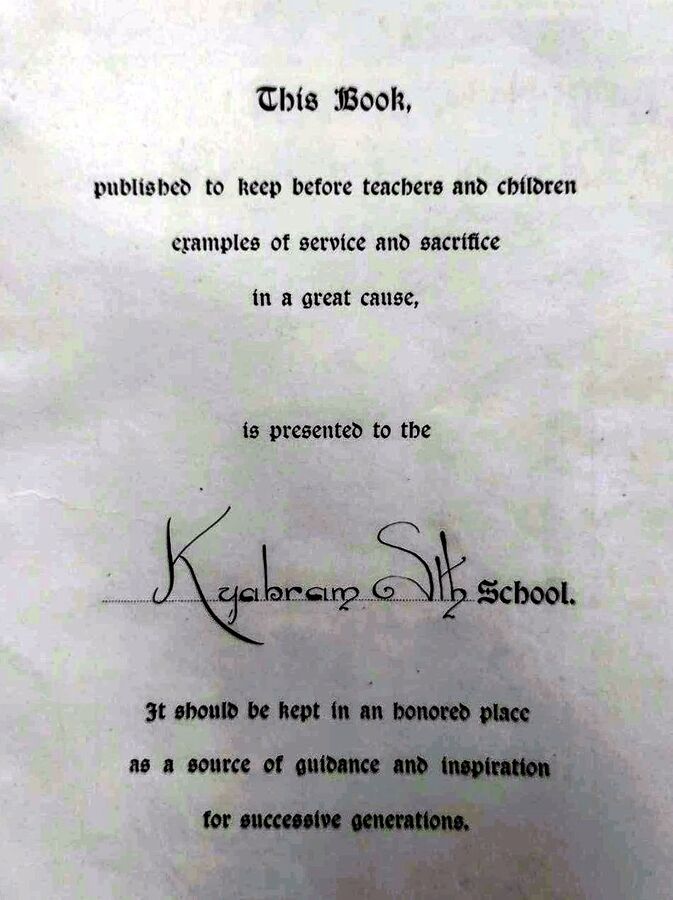 This Book,
published to keep before teachers and children
examples of service and sacrifice
in a great cause,
is presented to the
Kyabram Sth School.
It should be kept in an honored place
as a source of guidance and inspiration
for successive generations.